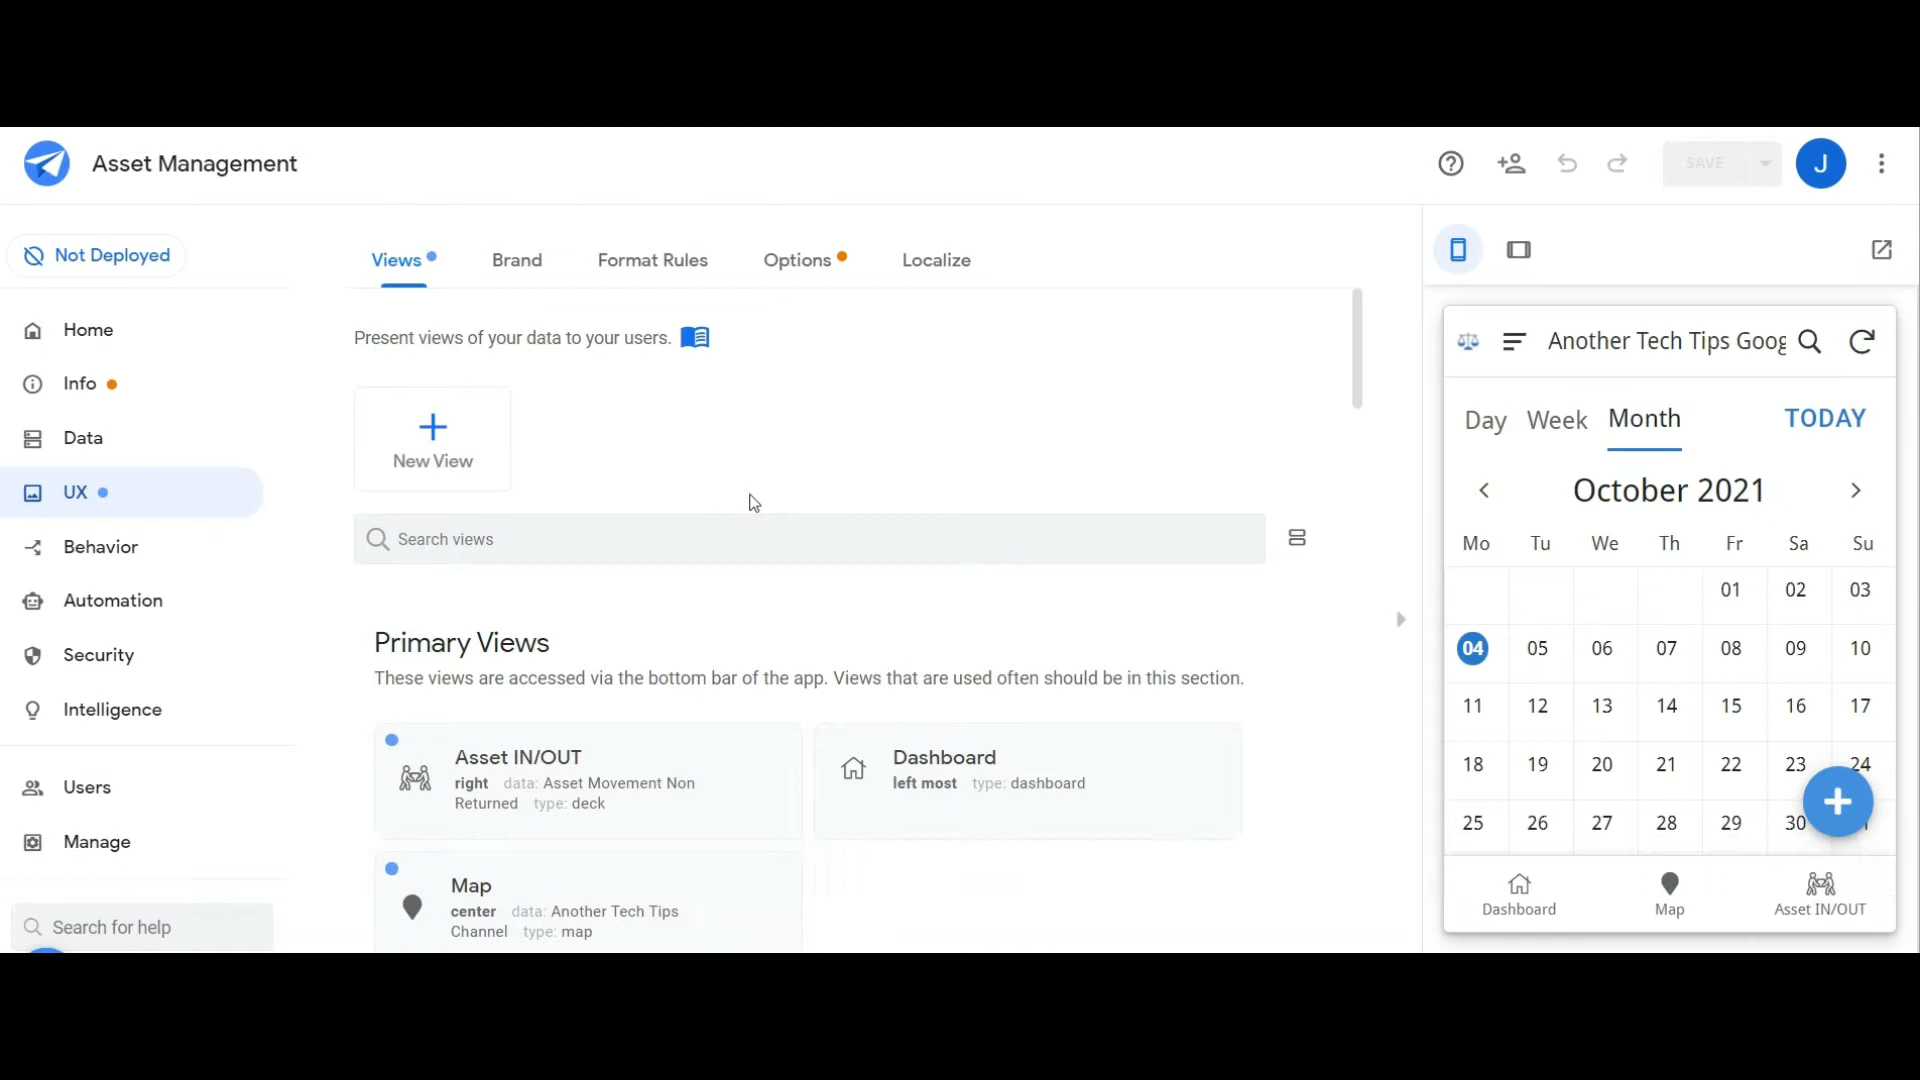 Asset Management
SAVE
J
Not Deployed
Home
Info
Data
UX
Behavior
Automation
Security
Intelligence
Users
Manage
Search for help
Views
Brand
Format Rules
Options
Localize
Present views of your data to your users.
New View
Search views
Primary Views
These views are accessed via the bottom bar of the app. Views that are used often should be in this section.
Asset IN/OUT
right data: Asset Movement Non
Returned type: deck
Dashboard
left most type: dashboard
Map
center data: Another Tech Tips
Channel type: map
Another Tech Tips Goog
Day Week Month TODAY
October 2021
Mo Tu We Th Fr Sa Su
01 02 03
04 05 06 07 08 09 10
11 12 13 14 15 16 17
18 19 20 21 22 23 24
25 26 27 28 29 30
Dashboard
Map
Asset IN/OUT